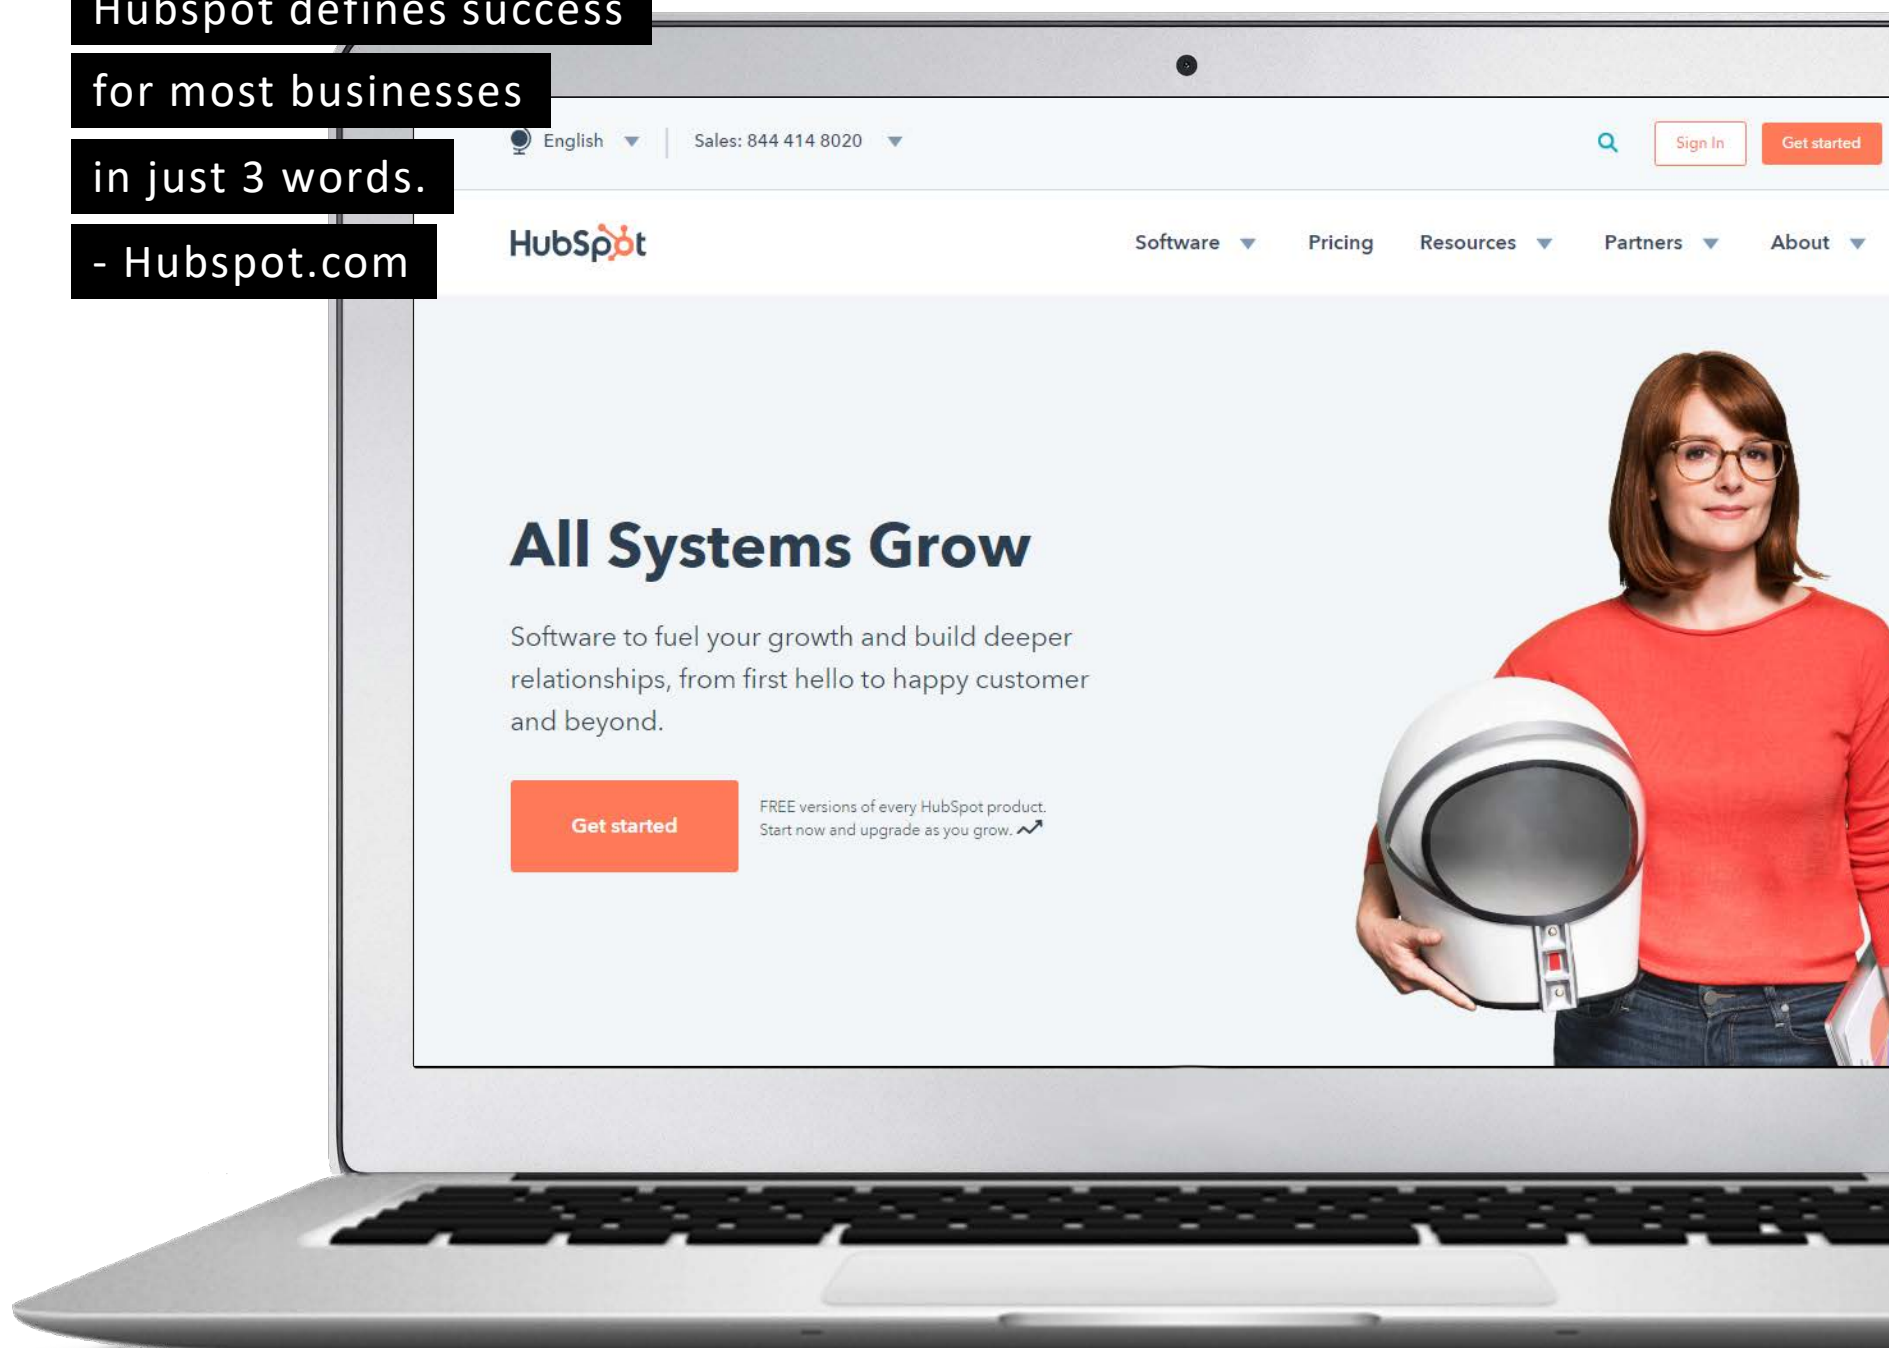 Hubspot defines success
for most businesses
in just 3 words.
- Hubspot.com
English
Sales: 844 414 8020
Sign In
Get started
HubSpot
Software
Pricing
Resources
Partners
About
All Systems Grow
Software to fuel your growth and build deeper
relationships, from first hello to happy customer
and beyond.
Get started
FREE versions of every HubSpot product.
Start now and upgrade as you grow.